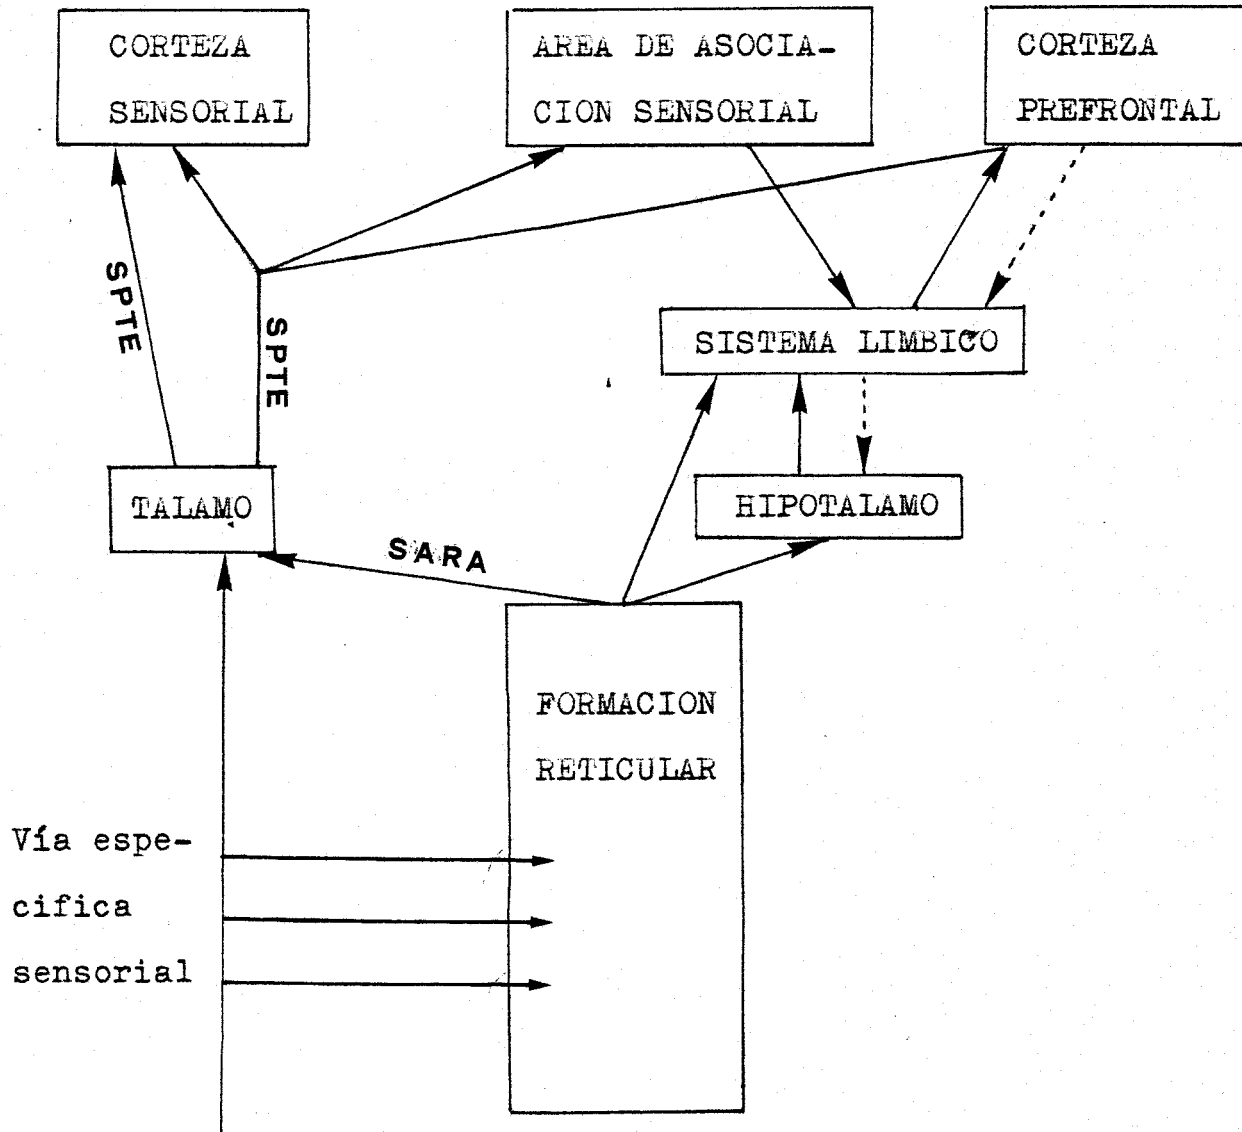 CORTEZA
SENSORIAL
AREA DE ASOCIA-
CION SENSORIAL
CORTEZA
PREFRONTAL
SPTE
SPTE
SISTEMA LIMBICO
TALAMO
HIPOTALAMO
SARA
FORMACION
RETICULAR
Vía espe-
cifica
sensorial